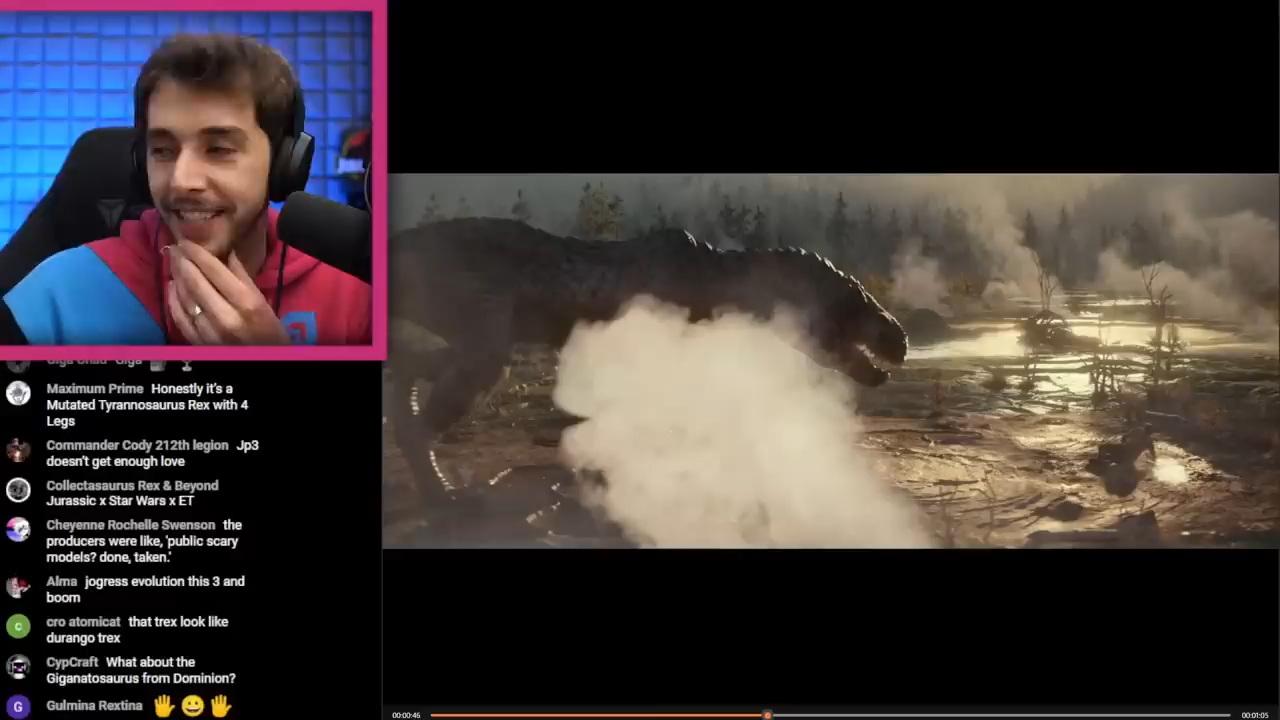 Maximum Prime Honestly it's a
Mutated Tyrannosaurus Rex with 4
Legs
Commander Cody 212th legion Jp3
doesn't get enough love
Collectasaurus Rex & Beyond
Jurassic x Star Wars x ET
Cheyenne Rochelle Swenson the
producers were like, 'public scary
models? done, taken.'
Alma jogress evolution this 3 and
boom
cro atomicat that trex look like
durango trex
C
CypCraft What about the
Giganatosaurus from Dominion?
G
Gulmina Rextina 🖐😀🖐
00:00:45
00:01:05